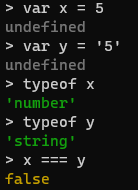 > var x = 5
undefined
> var y = '5'
undefined
> typeof x
'number'
> typeof y
'string'
> x === y
false